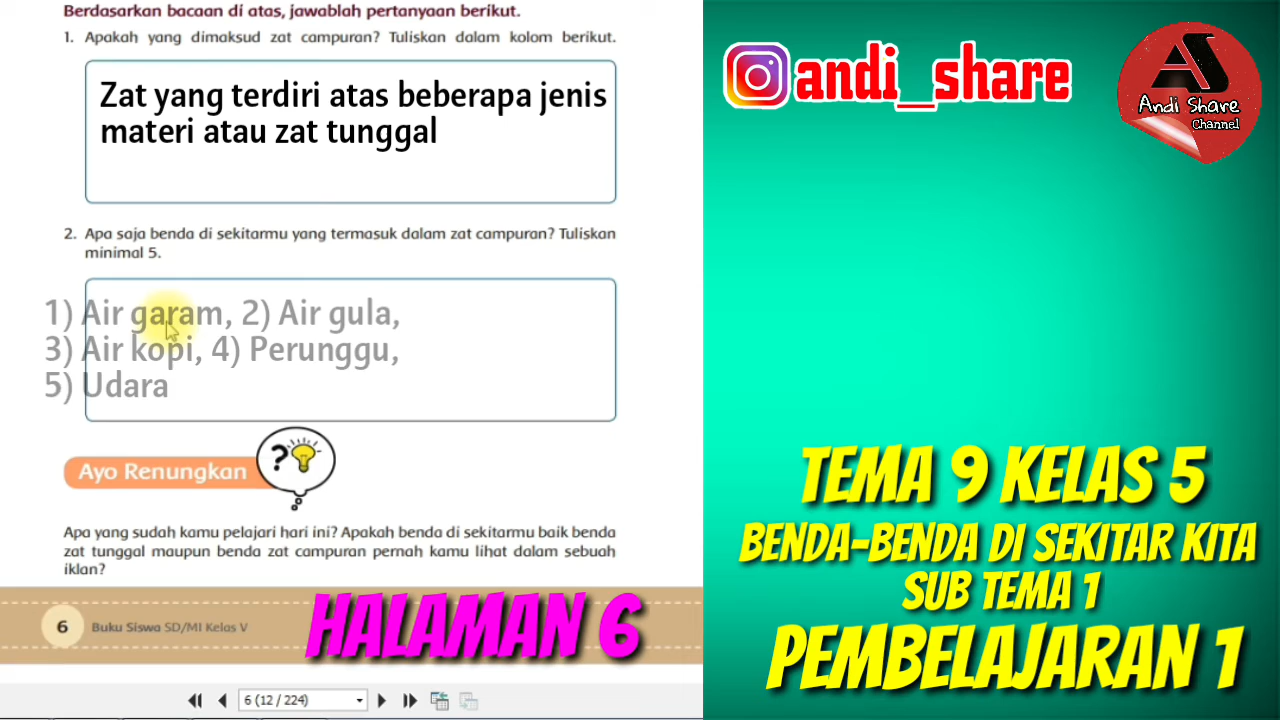 Berdasarkan bacaan di atas, jawablah pertanyaan berikut.
1. Apakah yang dimaksud zat campuran? Tuliskan dalam kolom berikut.
Zat yang terdiri atas beberapa jenis
materi atau zat tunggal
2. Apa saja benda di sekitarmu yang termasuk dalam zat campuran? Tuliskan
minimal 5.
1) Air garam, 2) Air gula,
3) Air kopi, 4) Perunggu,
5) Udara
Ayo Renungkan
?
Apa yang sudah kamu pelajari hari ini? Apakah benda di sekitarmu baik benda
zat tunggal maupun benda zat campuran pernah kamu lihat dalam sebuah
iklan?
6 Buku Siswa SD/MI Kelas V
HALAMAN 6
6 (12 / 224)
andi_share
Andi Share
Channel
TEMA 9 KELAS 5
BENDA-BENDA DI SEKITAR KITA
SUB TEMA 1
PEMBELAJARAN 1